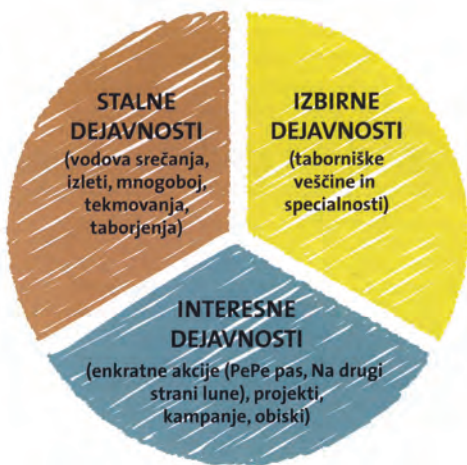 STALNE
DEJAVNOSTI
(vodova srečanja,
izleti, mnogoboj,
tekmovanja,
taborjenja)
IZBIRNE
DEJAVNOSTI
(taborniške
veščine in
specialnosti)
INTERESNE
DEJAVNOSTI
(enkratne akcije (PePe pas, Na drugi
strani lune), projekti,
kampanje, obiski)